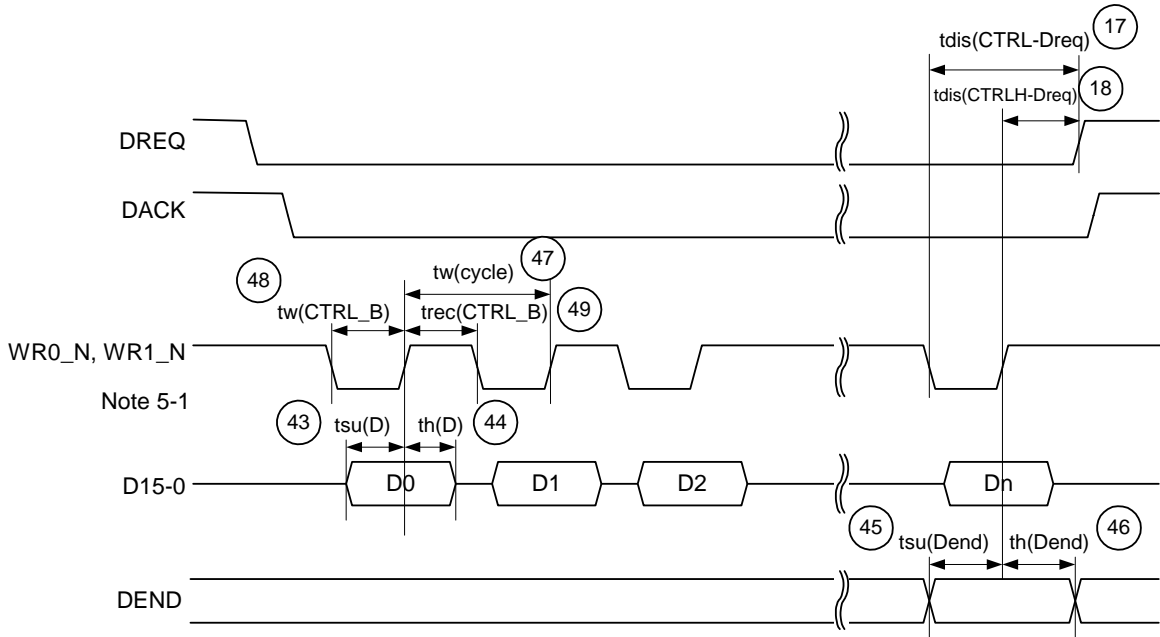 17
tdis(CTRL-Dreq)
18
tdis(CTRLH-Dreq)
DREQ
DACK
47
48
tw(cycle)
49
tw(CTRL_B)
trec(CTRL_B)
WR0_N, WR1_N
Note 5-1
43
tsu(D)
th(D)
44
D15-0
D0
D1
D2
Dn
45
tsu(Dend)
th(Dend)
46
DEND